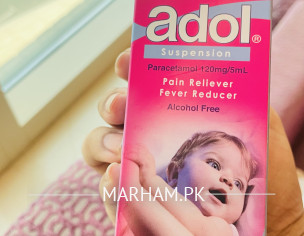 adol®
Suspension
Paracetamol 120mg/5mL
Pain Reliever
Fever Reducer
Alcohol Free
MARHAM.PK